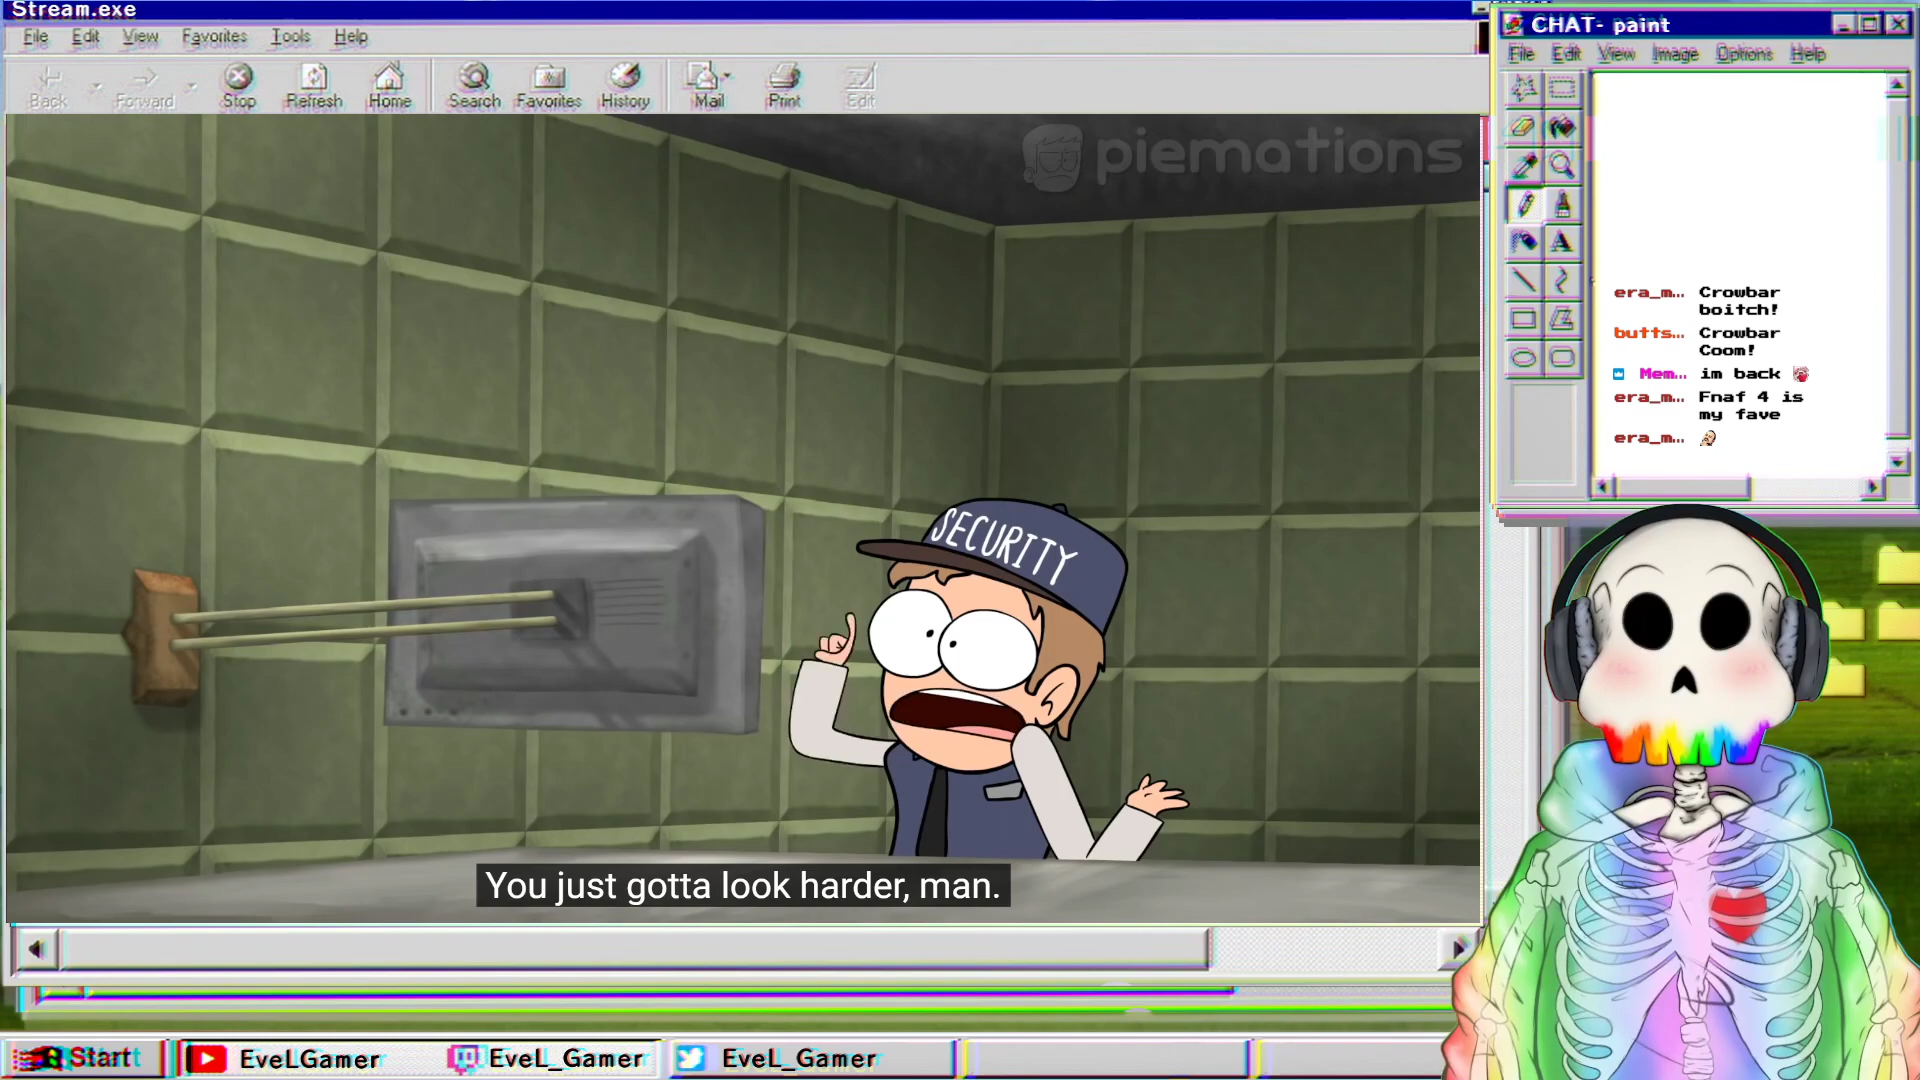 Stream.exe
File Edit View Favorites Tools Help
Back Forward Stop Refresh Home Search Favorites History Mail Print Edit
piemations
SECURITY
You just gotta look harder, man.
CHAT- paint
File Edit View Image Options Help
A
era_m... Crowbar
boitch!
butts... Crowbar
Coom!
Mem... im back
era_m... Fnaf 4 is
my fave
era_m...
Start EveLGamer EveL_Gamer EveL_Gamer